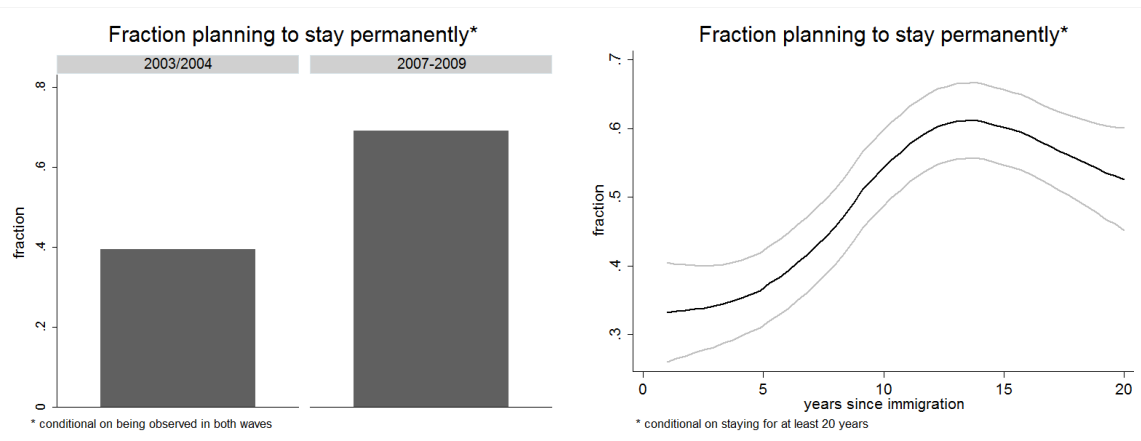 Fraction planning to stay permanently*
2003/2004 2007-2009
.8
.6
.4
.2
0
fraction
* conditional on being observed in both waves
Fraction planning to stay permanently*
.7
.6
.5
.4
.3
fraction
0 5 10 15 20
years since immigration
* conditional on staying for at least 20 years